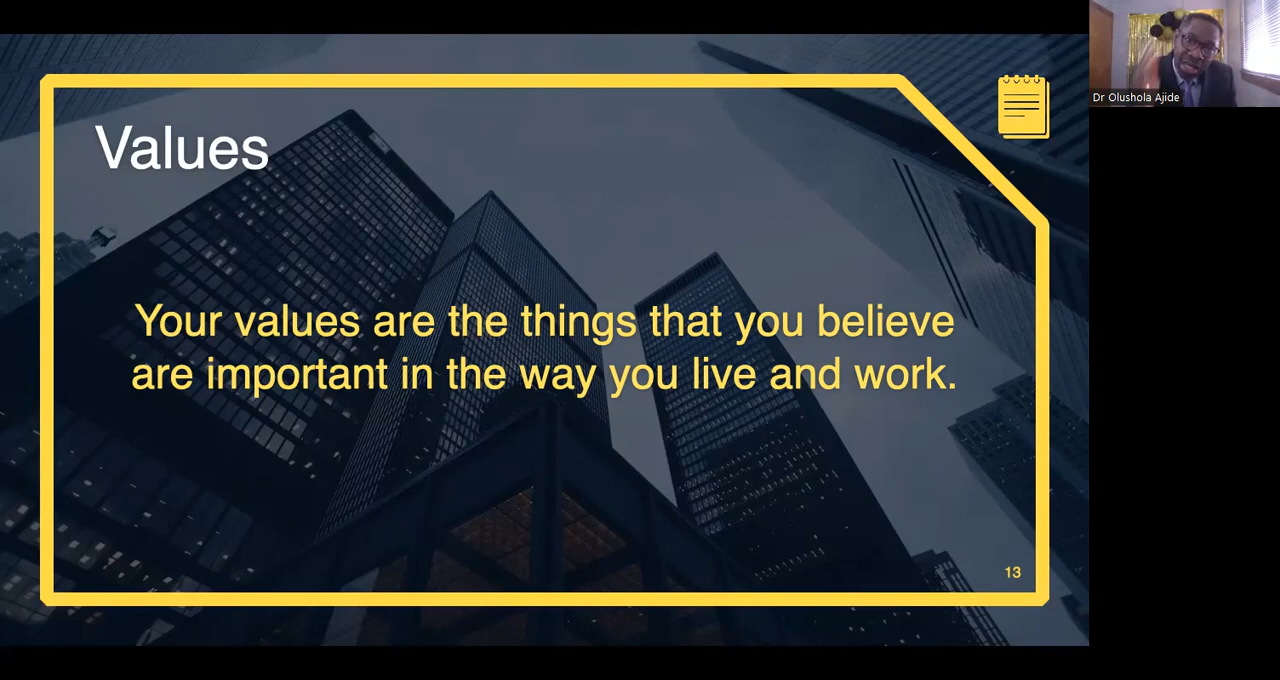 Values
Your values are the things that you believe
are important in the way you live and work.
13
Dr Olushola Ajide